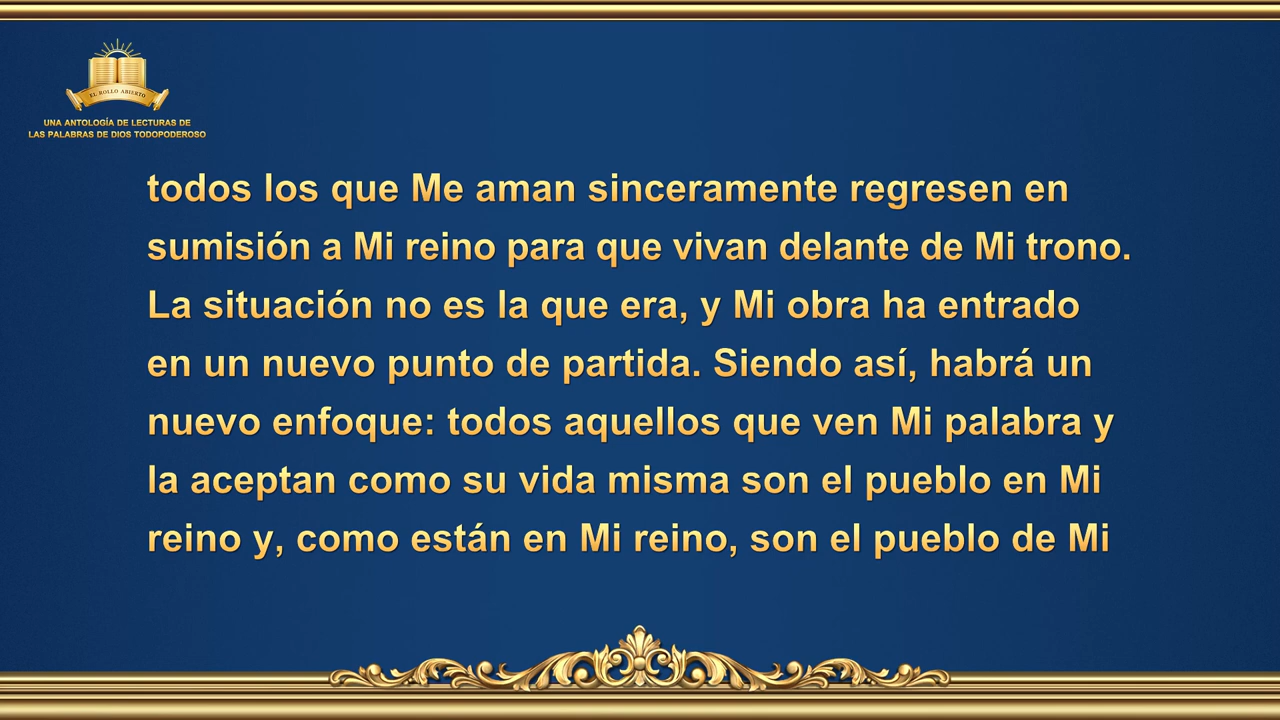 EL ROLLO ABIERTO
UNA ANTOLOGÍA DE LECTURAS DE
LAS PALABRAS DE DIOS TODOPODEROSO
todos los que Me aman sinceramente regresen en
sumisión a Mi reino para que vivan delante de Mi trono.
La situación no es la que era, y Mi obra ha entrado
en un nuevo punto de partida. Siendo así, habrá un
nuevo enfoque: todos aquellos que ven Mi palabra y
la aceptan como su vida misma son el pueblo en Mi
reino y, como están en Mi reino, son el pueblo de Mi